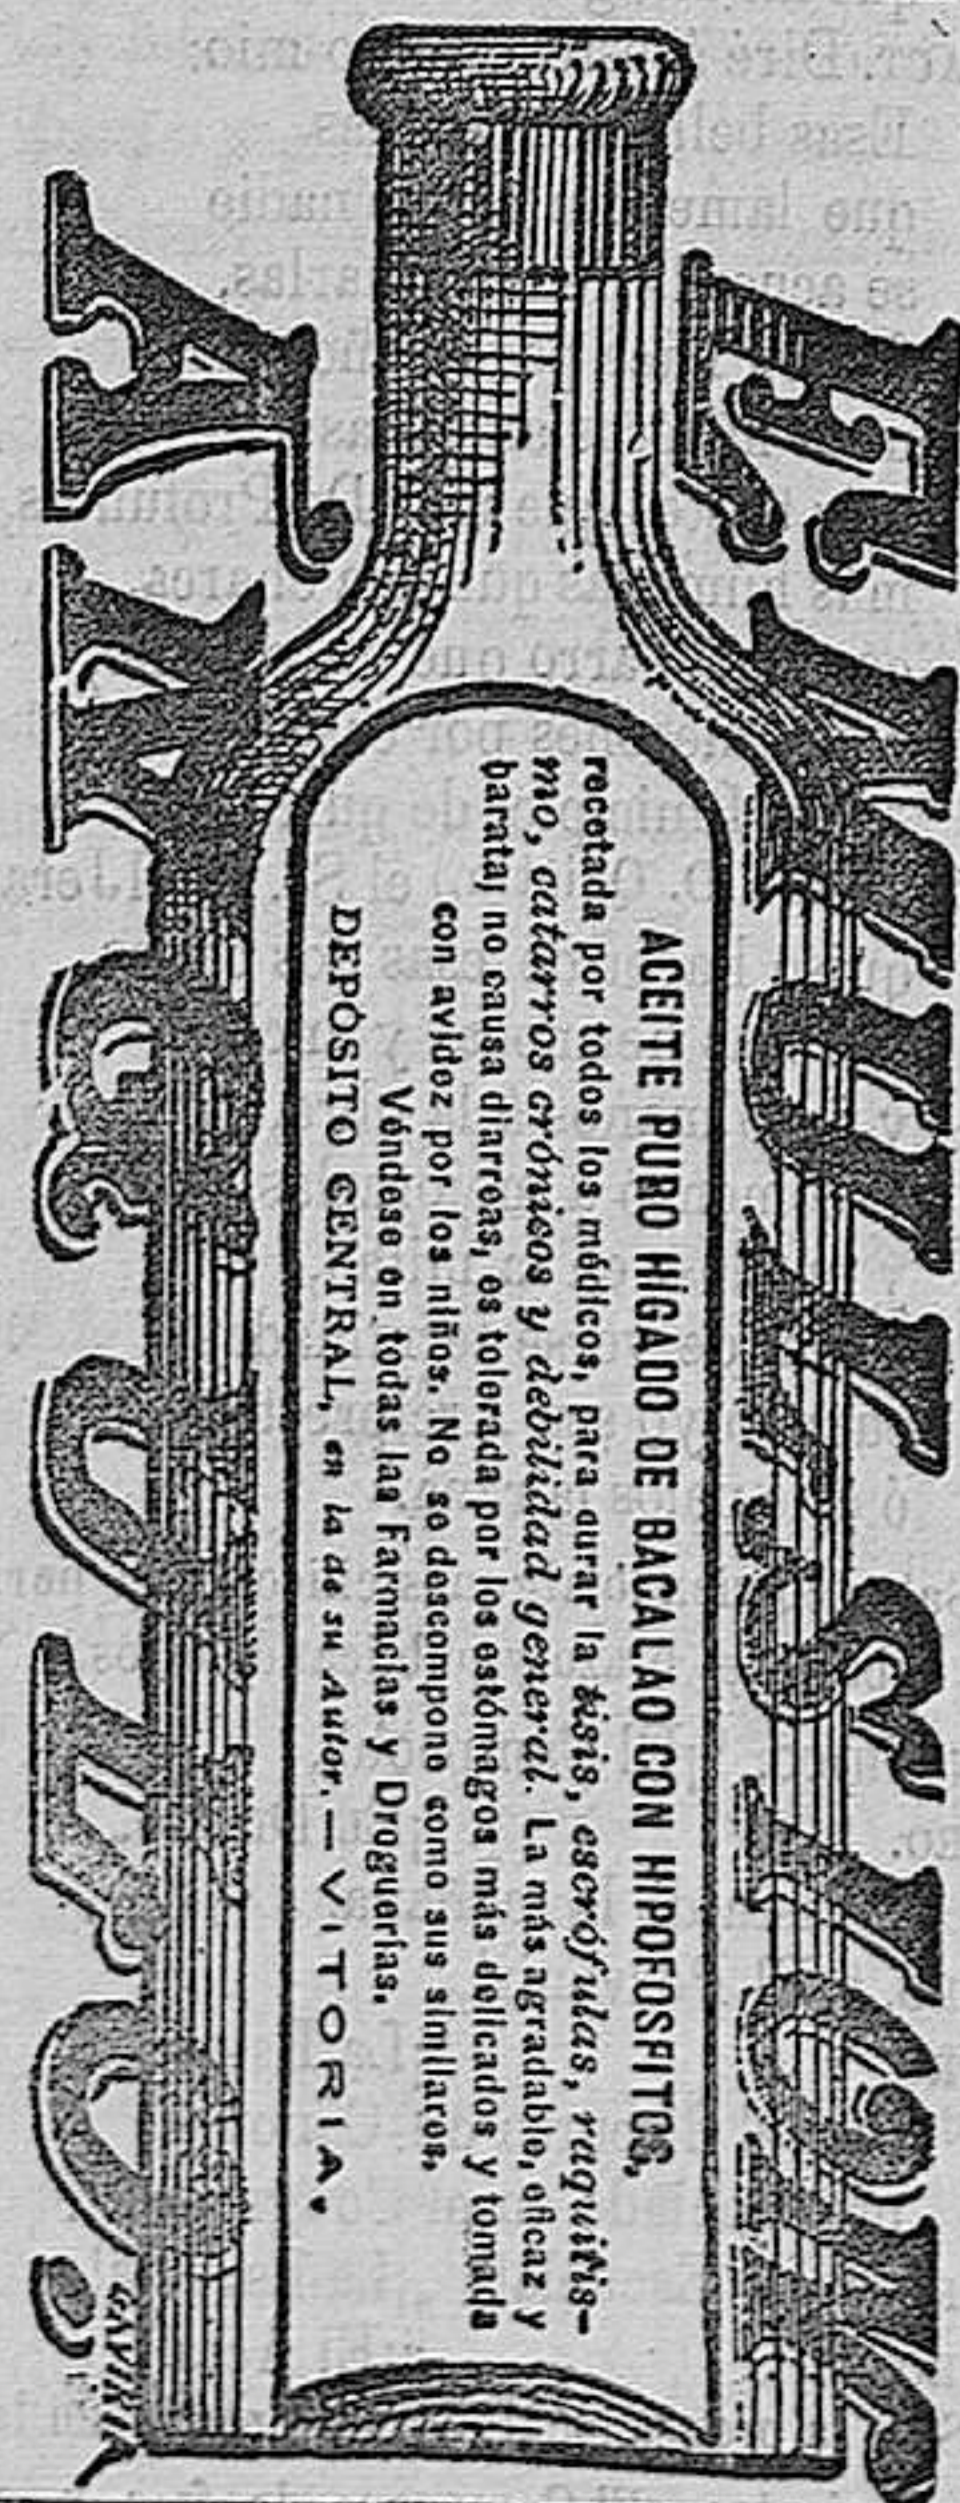 EMULSION
ACEITE PURO HÍGADO DE BACALAO CON HIPOFOSFITOS,
recetada por todos los médicos, para curar la tisis, escrófulas, raquitis-
mo, catarros crónicos y debilidad general. La más agradable, eficaz y
barata; no causa diarreas, es tolerada por los estómagos más delicados y tomada
con avidez por los niños. No se descompone como sus similares.
Véndese en todas las Farmacias y Droguerías.
DEPÓSITO CENTRAL, en la de su Autor.—VITORIA.